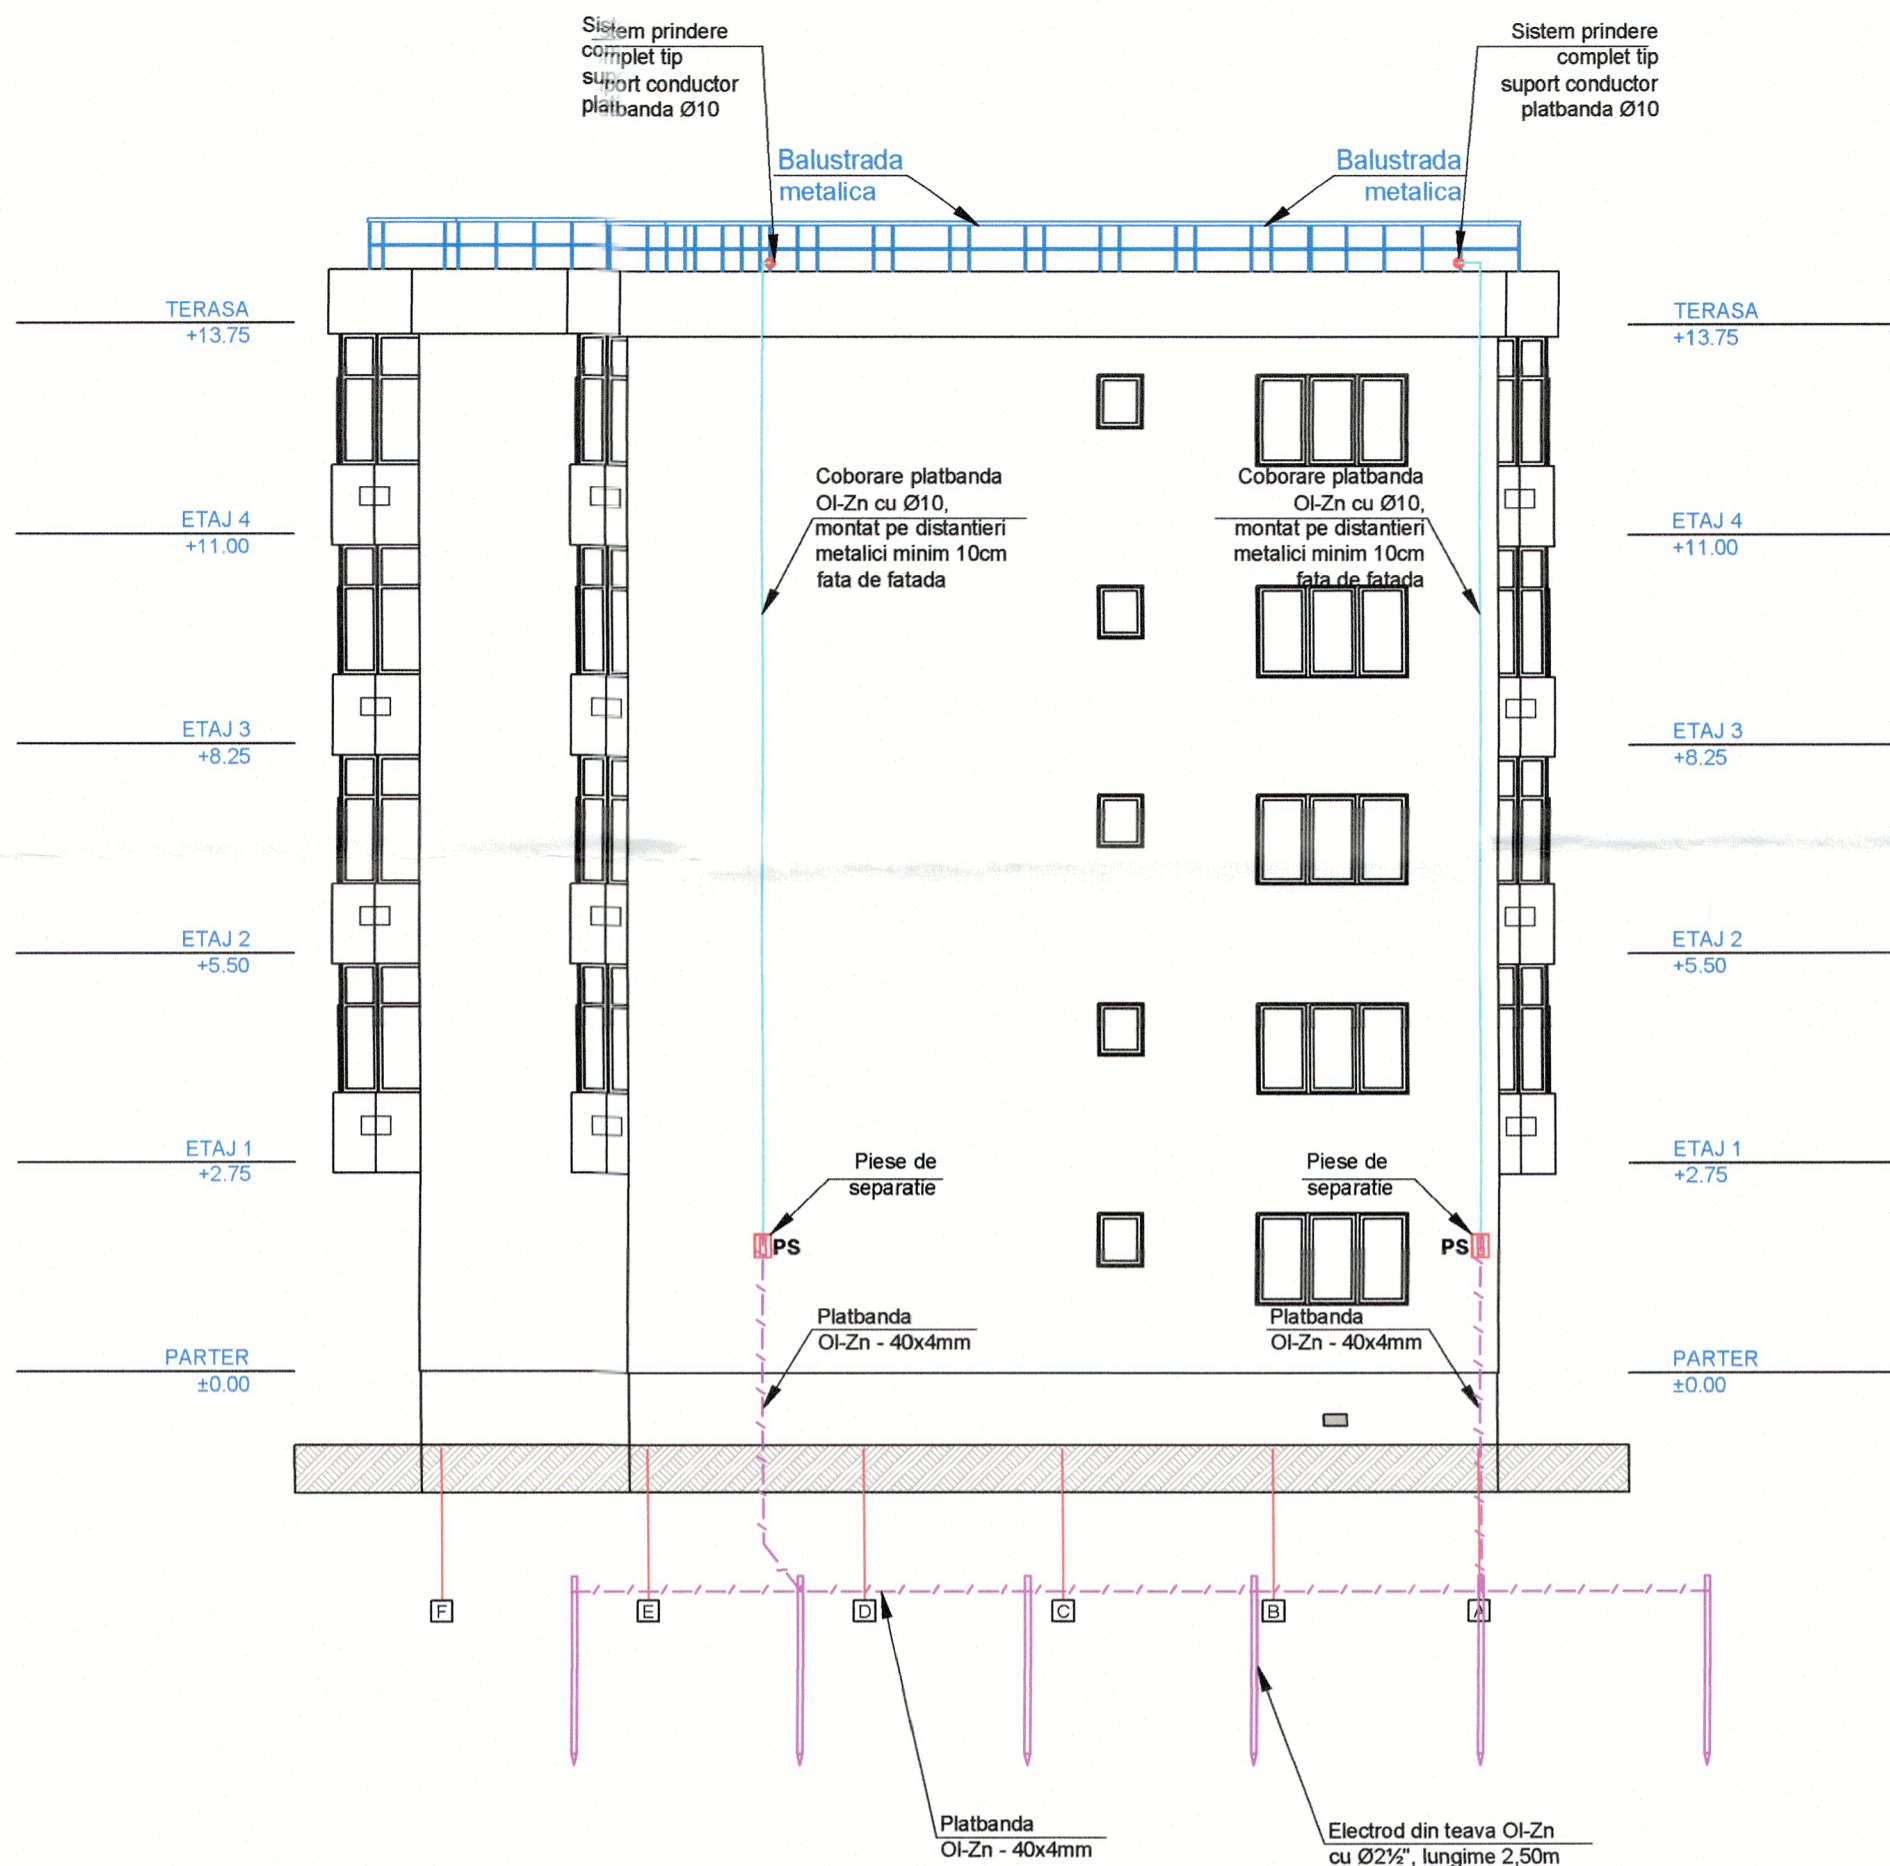 Sistem prindere
complet tip
suport conductor
platbanda Ø10
Sistem prindere
complet tip
suport conductor
platbanda Ø10
Balustrada
metalica
Balustrada
metalica
TERASA
+13.75
TERASA
+13.75
Coborare platbanda
Ol-Zn cu Ø10,
montat pe distantieri
metalici minim 10cm
fata de fatada
Coborare platbanda
Ol-Zn cu Ø10,
montat pe distantieri
metalici minim 10cm
fata de fatada
ETAJ 4
+11.00
ETAJ 4
+11.00
ETAJ 3
+8.25
ETAJ 3
+8.25
ETAJ 2
+5.50
ETAJ 2
+5.50
ETAJ 1
+2.75
ETAJ 1
+2.75
Piese de
separatie
Piese de
separatie
PS
PS
Platbanda
Ol-Zn - 40x4mm
Platbanda
Ol-Zn - 40x4mm
PARTER
±0.00
PARTER
±0.00
F
E
D
C
B
A
Platbanda
Ol-Zn - 40x4mm
Electrod din teava Ol-Zn
cu Ø2½", lungime 2,50m